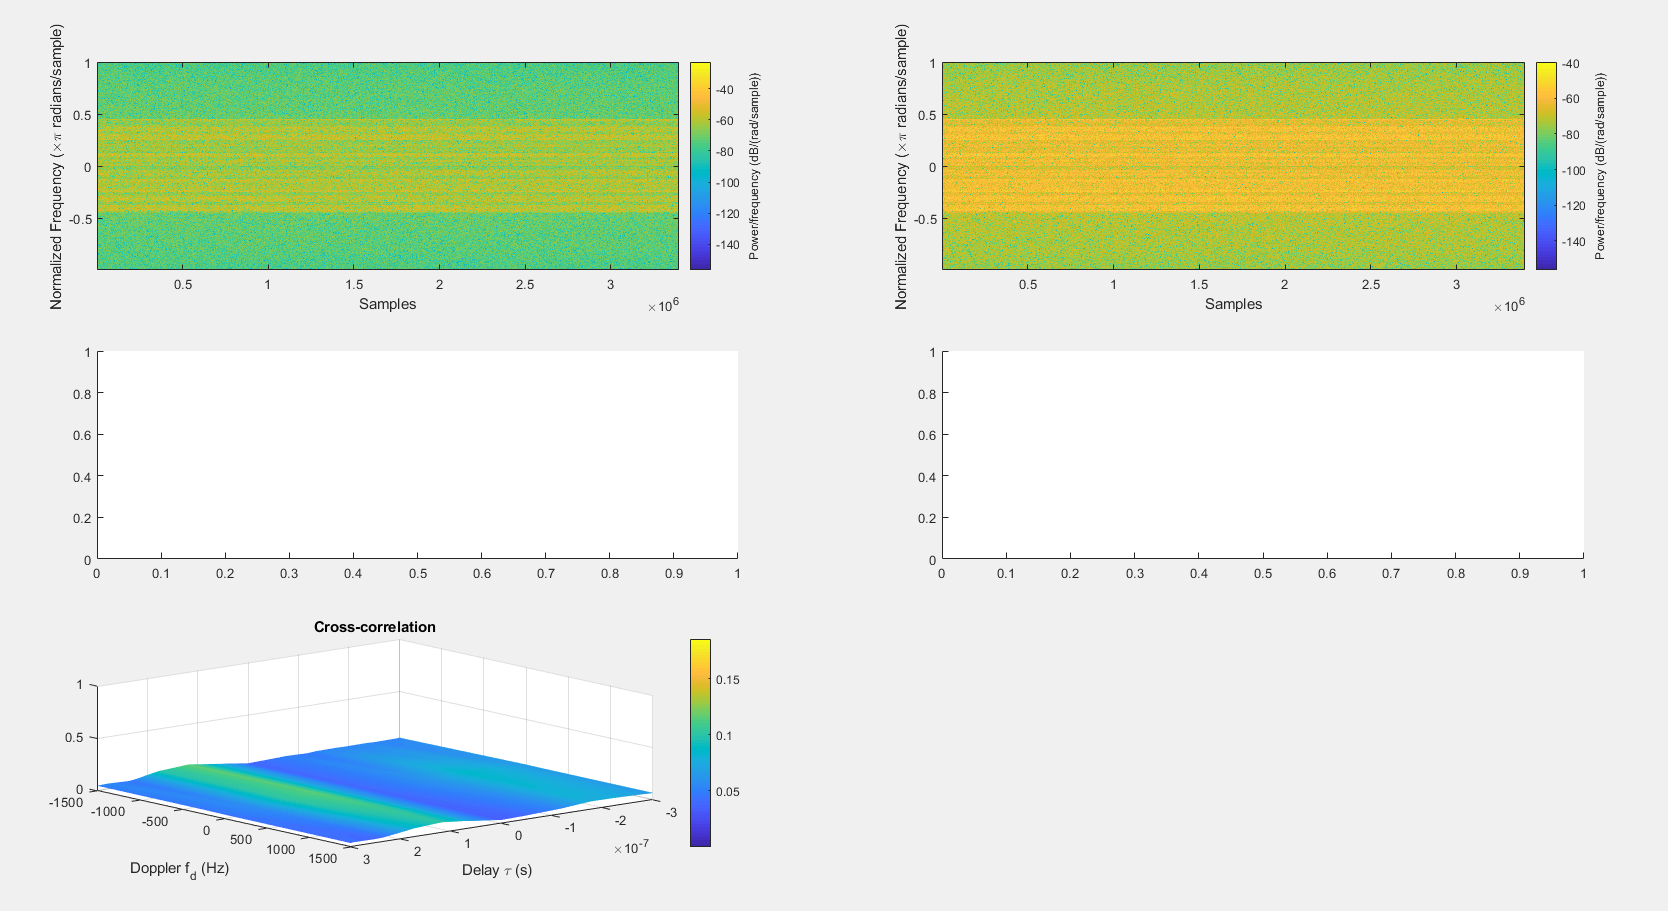 Normalized Frequency (×π radians/sample)
1
0.5
0
-0.5
0.5 1 1.5 2 2.5 3
Samples
×10^6
-40
-60
-80
-100
-120
-140
Power/frequency (dB/(rad/sample))
Normalized Frequency (×π radians/sample)
1
0.5
0
-0.5
0.5 1 1.5 2 2.5 3
Samples
×10^6
-40
-60
-80
-100
-120
-140
Power/frequency (dB/(rad/sample))
1
0.8
0.6
0.4
0.2
0
0 0.1 0.2 0.3 0.4 0.5 0.6 0.7 0.8 0.9 1
1
0.8
0.6
0.4
0.2
0
0 0.1 0.2 0.3 0.4 0.5 0.6 0.7 0.8 0.9 1
Cross-correlation
1
0.5
0
-1500 -1000 -500 0 500 1000 1500
Doppler f_d (Hz)
3 2 1 0 -1 -2 -3
×10^-7
Delay τ (s)
0.15
0.1
0.05